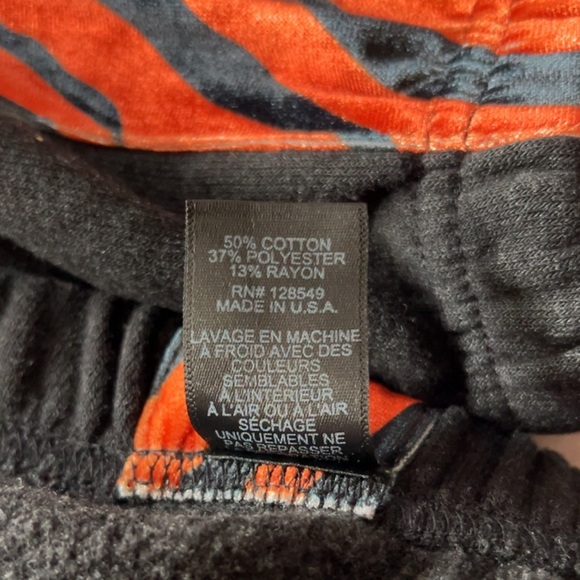 50% COTTON
37% POLYESTER
13% RAYON
RN# 128549
MADE IN U.S.A.
LAVAGE EN MACHINE
À FROID AVEC DES
COULEURS
SEMBLABLES
À L'INTÉRIEUR
À L'AIR OU À L'AIR
SÉCHAGE
UNIQUEMENT NE
PAS REPASSER